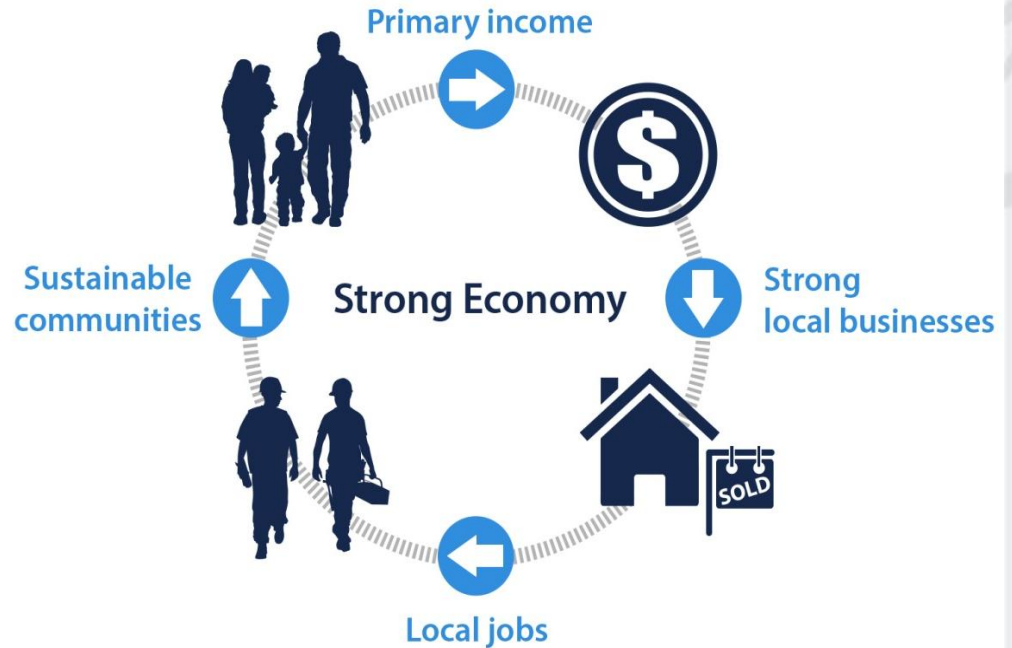 Primary income
$
Strong
local businesses
Sustainable
communities
Strong Economy
SOLD
Local jobs